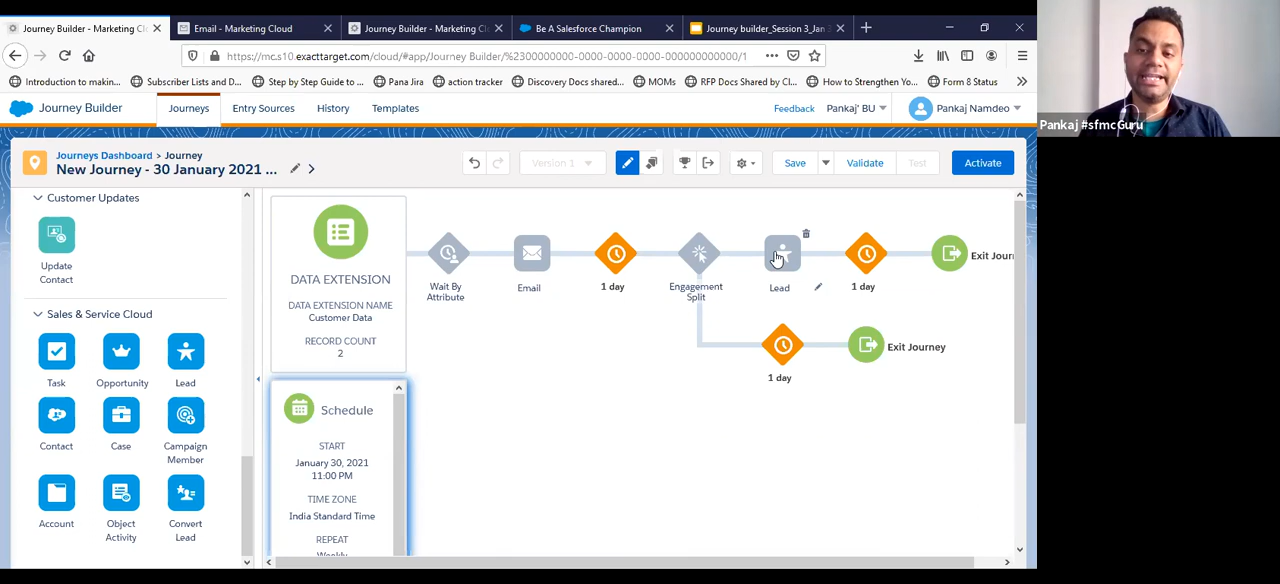 Journey Builder - Marketing Clo
Email - Marketing Cloud
Journey Builder - Marketing Clo
Be A Salesforce Champion
Journey builder_Session 3_Jan 3
https://mc.s10.exacttarget.com/cloud/#app/Journey Builder/%2300000000-0000-0000-0000-000000000000/1
Introduction to makin...
Subscriber Lists and D...
Step by Step Guide to ...
Pana Jira
Session tracker
Discovery Docs shared...
MOMs
RFP Docs Shared by Cl...
How to Strengthen Yo...
Form 8 Status
Journey Builder
Journeys
Entry Sources
History
Templates
Feedback
Pankaj' BU
Pankaj Namdeo
Pankaj #sfmcGuru
Journeys Dashboard > Journey
New Journey - 30 January 2021 ...
Version 1
Save
Validate
Test
Activate
Customer Updates
Update
Contact
Sales & Service Cloud
Task
Opportunity
Lead
Contact
Case
Campaign
Member
Account
Object
Activity
Convert
Lead
DATA EXTENSION
DATA EXTENSION NAME
Customer Data
RECORD COUNT
2
Schedule
START
January 30, 2021
11:00 PM
TIME ZONE
India Standard Time
REPEAT
Weekly
Wait By
Attribute
Email
1 day
Engagement
Split
Lead
1 day
Exit Jour
1 day
Exit Journey